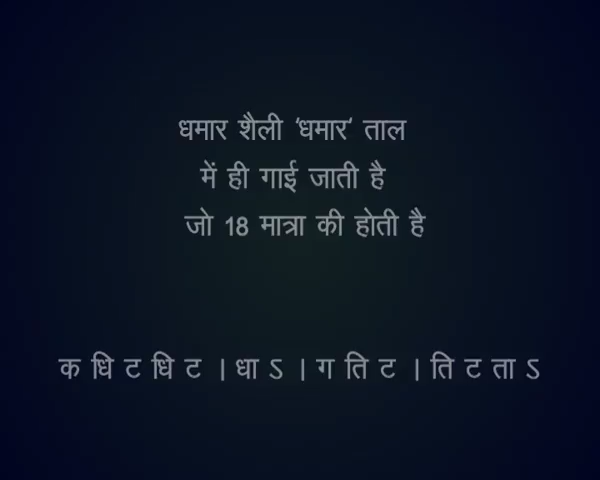 धमार शैली 'धमार' ताल
में ही गाई जाती है
जो 18 मात्रा की होती है
क धि ट धि ट । धा ऽ । ग ति ट । ति ट ता ऽ